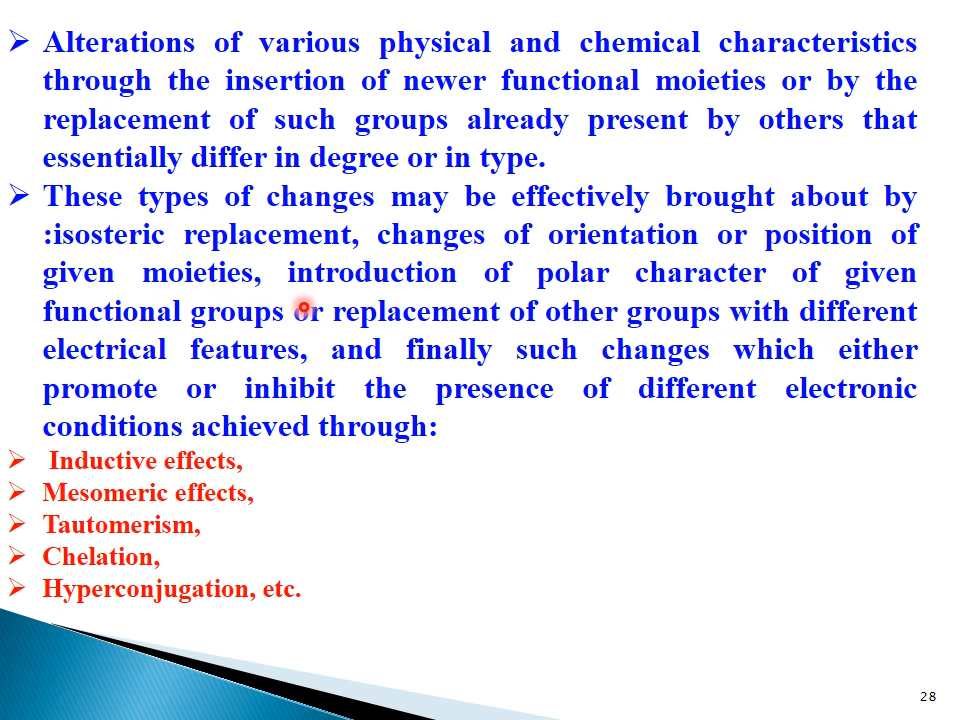 Alterations of various physical and chemical characteristics
through the insertion of newer functional moieties or by the
replacement of such groups already present by others that
essentially differ in degree or in type.
These types of changes may be effectively brought about by
:isosteric replacement, changes of orientation or position of
given moieties, introduction of polar character of given
functional groups or replacement of other groups with different
electrical features, and finally such changes which either
promote or inhibit the presence of different electronic
conditions achieved through:
Inductive effects,
Mesomeric effects,
Tautomerism,
Chelation,
Hyperconjugation, etc.
28